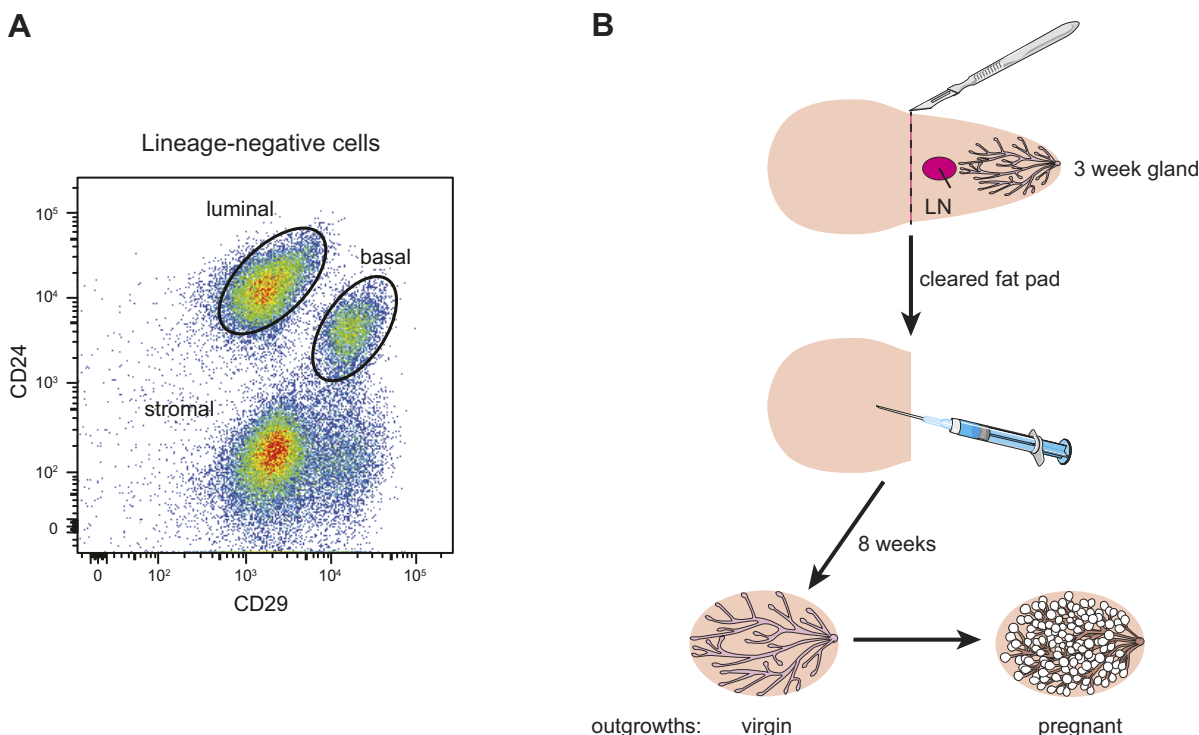 A
Lineage-negative cells
luminal
basal
stromal
CD24
10⁵
10⁴
10³
10²
0
0
10²
10³
10⁴
10⁵
CD29
B
3 week gland
LN
cleared fat pad
8 weeks
outgrowths: virgin pregnant